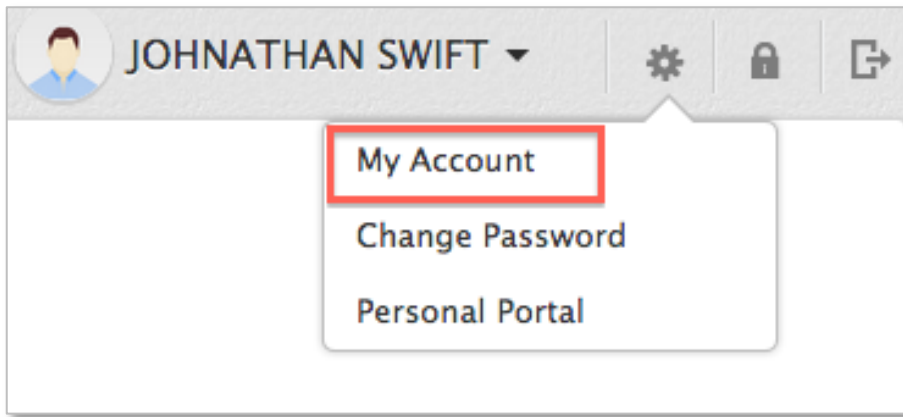 JOHNATHAN SWIFT
My Account
Change Password
Personal Portal